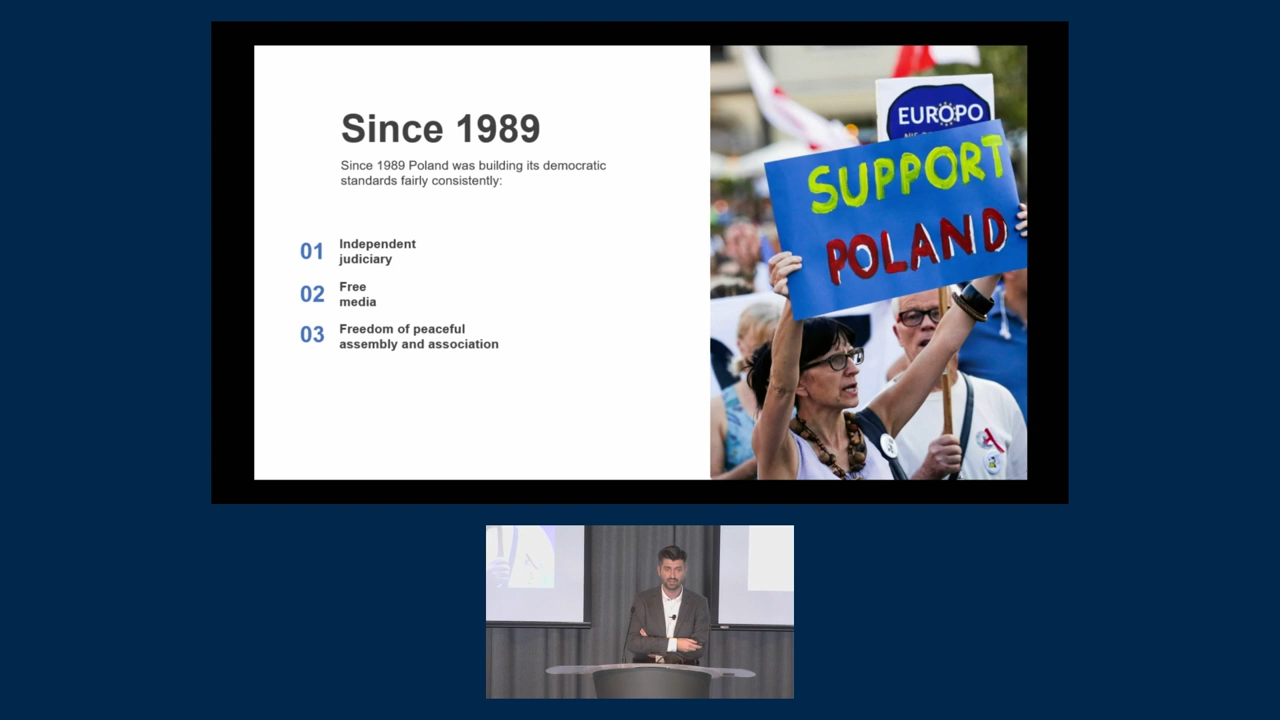 Since 1989
Since 1989 Poland was building its democratic
standards fairly consistently:
01
Independent
judiciary
02
Free
media
03
Freedom of peaceful
assembly and association
EUROPO
SUPPORT
POLAND